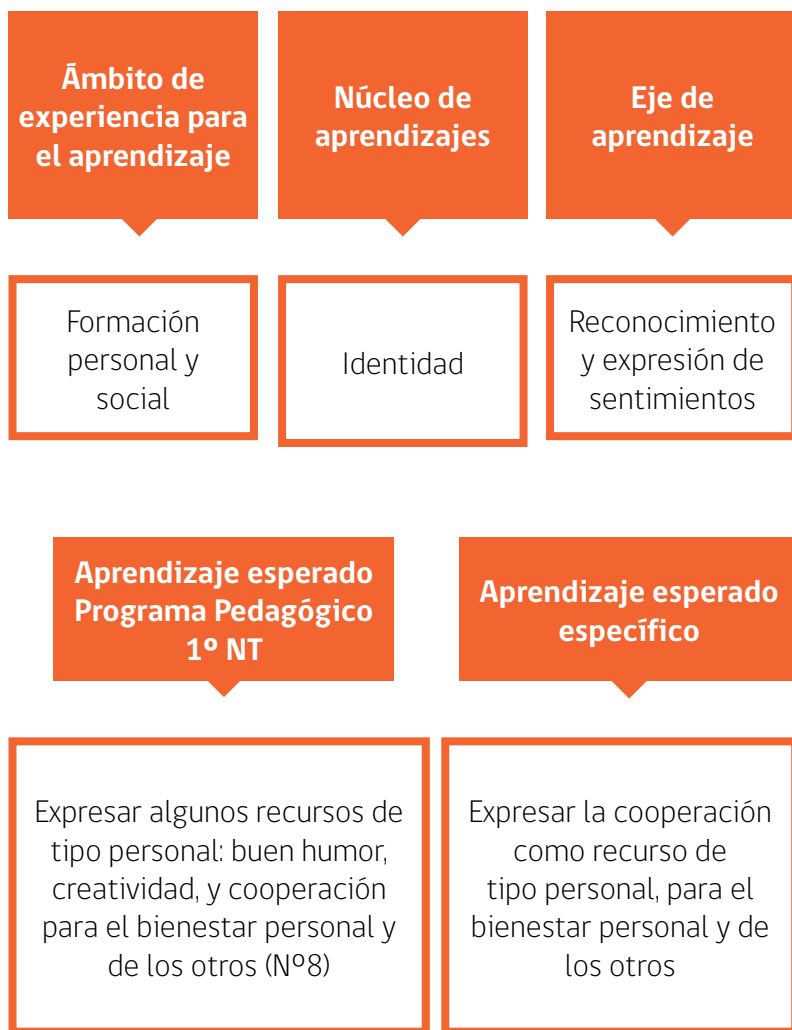 Ámbito de
experiencia para
el aprendizaje
Núcleo de
aprendizajes
Eje de
aprendizaje
Formación
personal y
social
Identidad
Reconocimiento
y expresión de
sentimientos
Aprendizaje esperado
Programa Pedagógico
1º NT
Aprendizaje esperado
específico
Expresar algunos recursos de
tipo personal: buen humor,
creatividad, y cooperación
para el bienestar personal y
de los otros (Nº8)
Expresar la cooperación
como recurso de
tipo personal, para el
bienestar personal y de
los otros